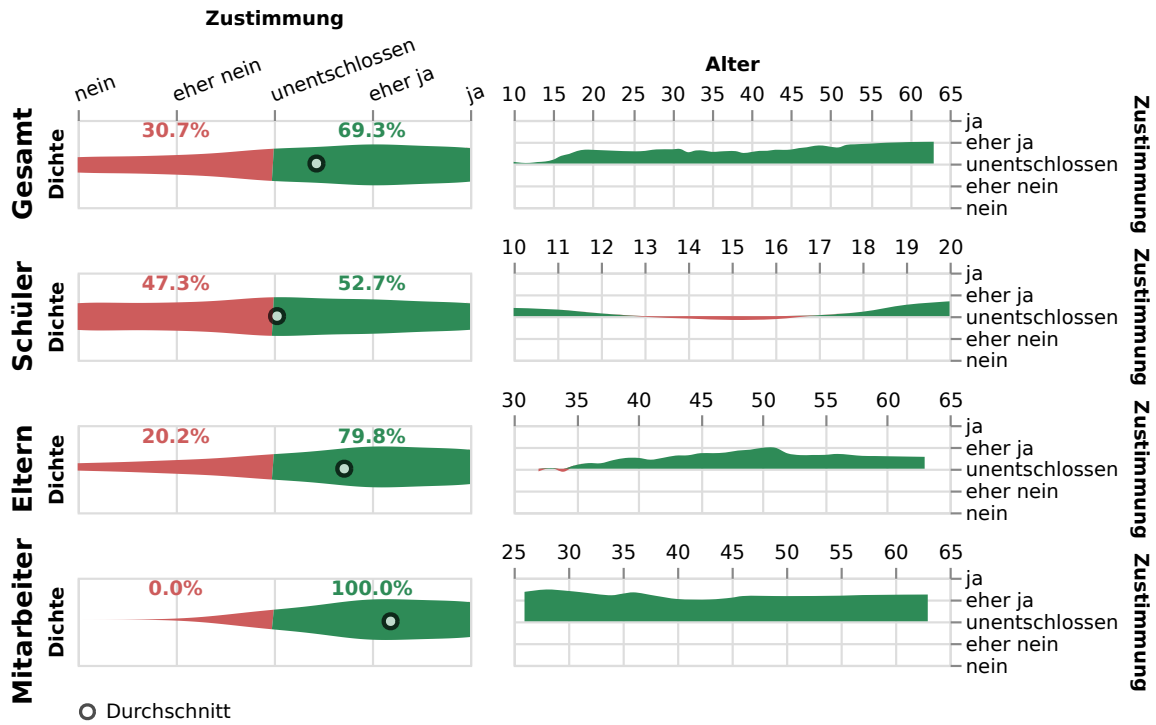 Zustimmung
nein eher nein unentschlossen eher ja ja
Alter
10 15 20 25 30 35 40 45 50 55 60 65
Gesamt
Dichte
30.7% 69.3%
ja
eher ja
unentschlossen
eher nein
nein
Zustimmung
10 11 12 13 14 15 16 17 18 19 20
Schüler
Dichte
47.3% 52.7%
ja
eher ja
unentschlossen
eher nein
nein
Zustimmung
30 35 40 45 50 55 60 65
Eltern
Dichte
20.2% 79.8%
ja
eher ja
unentschlossen
eher nein
nein
Zustimmung
25 30 35 40 45 50 55 60 65
Mitarbeiter
Dichte
0.0% 100.0%
ja
eher ja
unentschlossen
eher nein
nein
Zustimmung
Durchschnitt